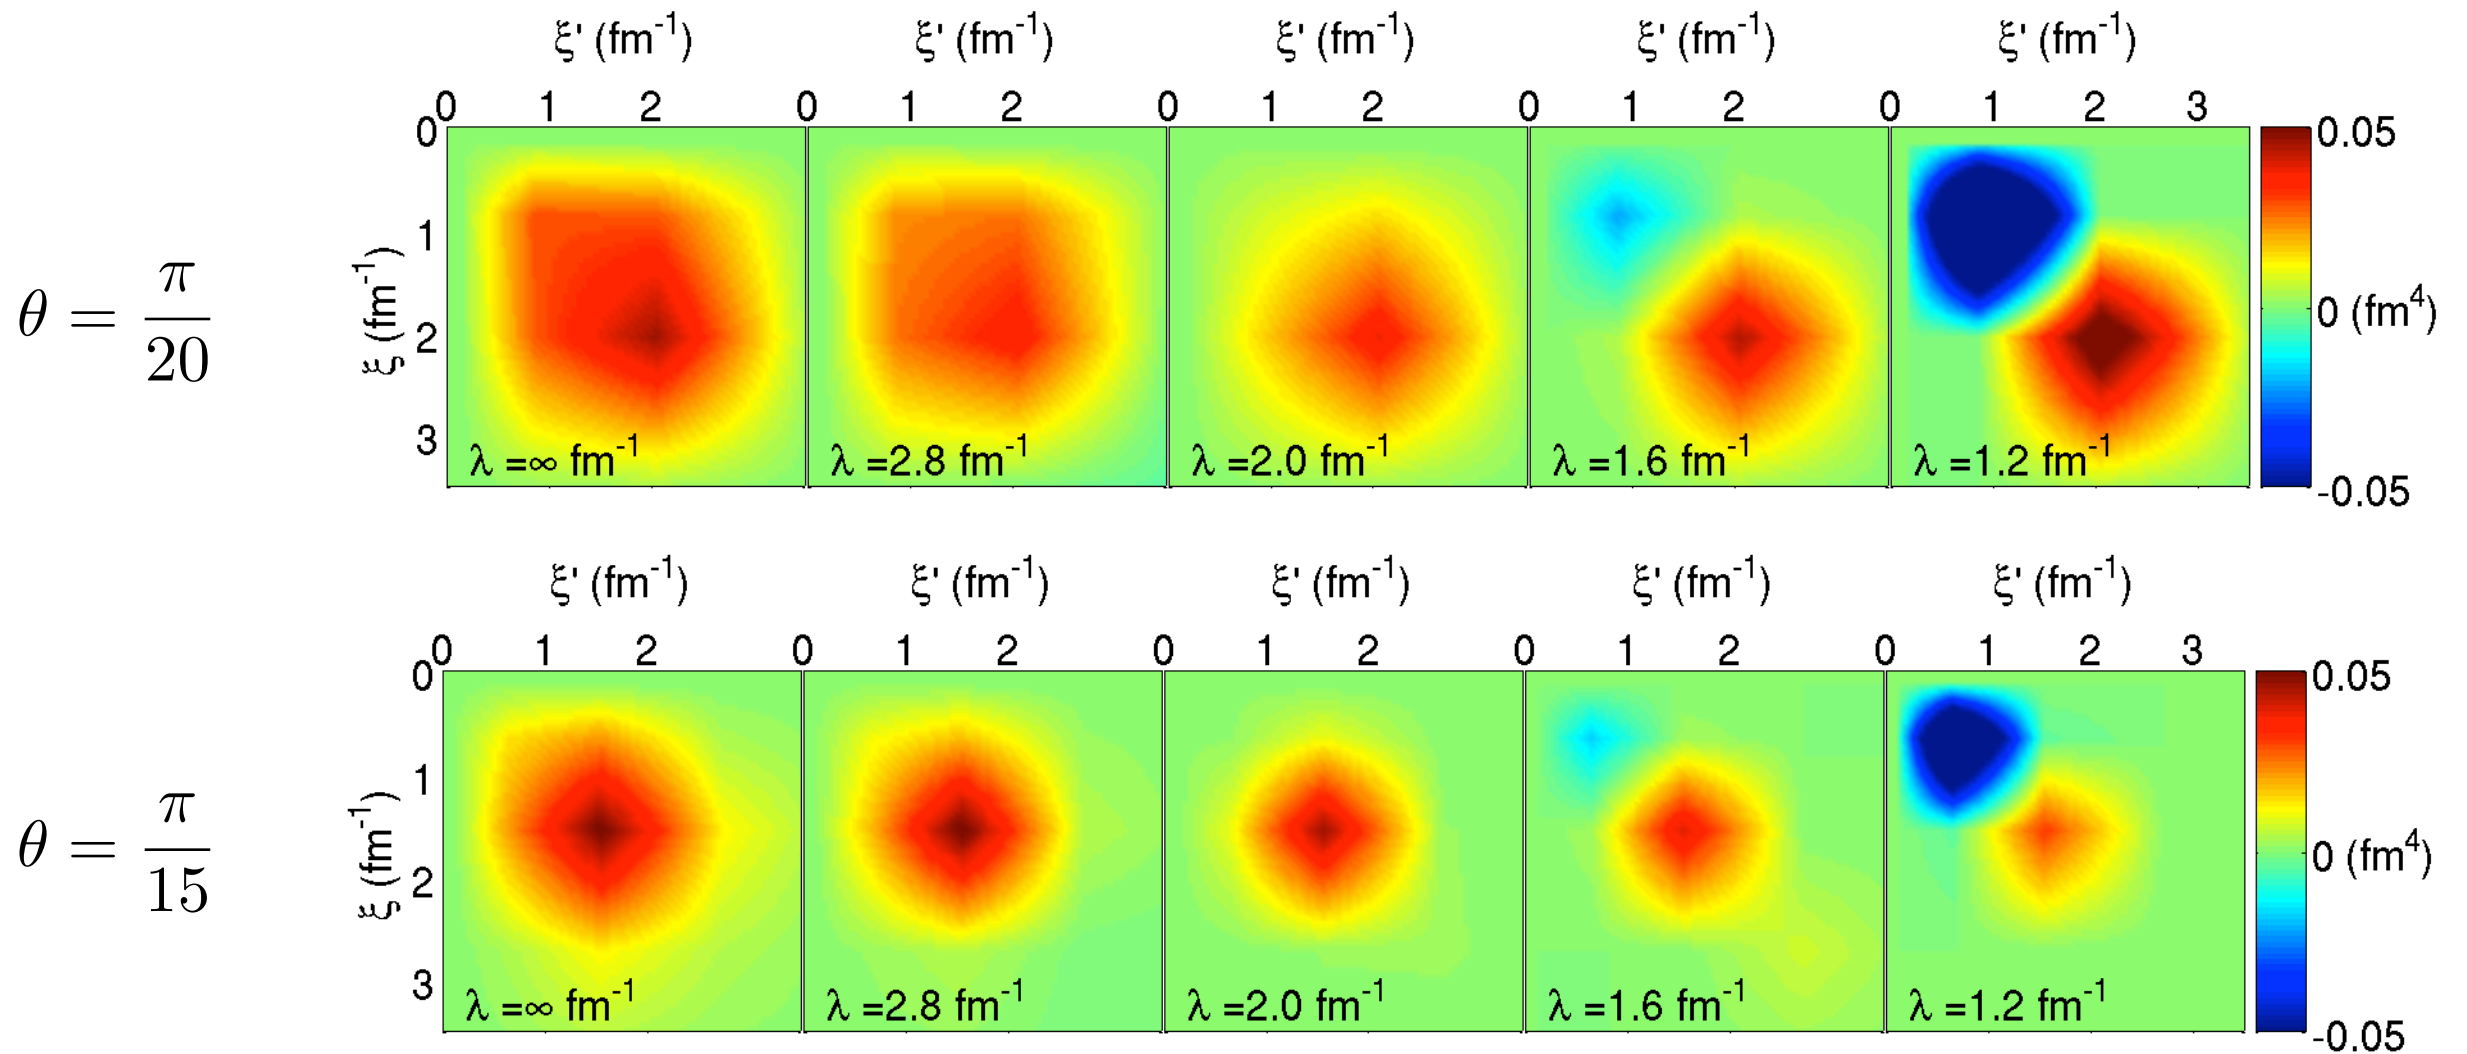 ξ' (fm⁻¹) ξ' (fm⁻¹) ξ' (fm⁻¹) ξ' (fm⁻¹) ξ' (fm⁻¹)
0 1 2 0 1 2 0 1 2 0 1 2 0 1 2 3
θ = π/20
ξ (fm⁻¹)
0
1
2
3
λ =∞ fm⁻¹ λ =2.8 fm⁻¹ λ =2.0 fm⁻¹ λ =1.6 fm⁻¹ λ =1.2 fm⁻¹
0.05
0 (fm⁴)
-0.05
ξ' (fm⁻¹) ξ' (fm⁻¹) ξ' (fm⁻¹) ξ' (fm⁻¹) ξ' (fm⁻¹)
0 1 2 0 1 2 0 1 2 0 1 2 0 1 2 3
θ = π/15
ξ (fm⁻¹)
0
1
2
3
λ =∞ fm⁻¹ λ =2.8 fm⁻¹ λ =2.0 fm⁻¹ λ =1.6 fm⁻¹ λ =1.2 fm⁻¹
0.05
0 (fm⁴)
-0.05